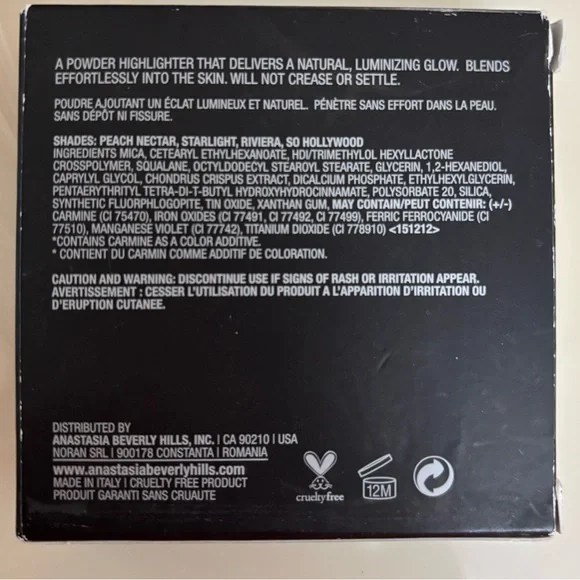 A POWDER HIGHLIGHTER THAT DELIVERS A NATURAL, LUMINIZING GLOW. BLENDS
EFFORTLESSLY INTO THE SKIN. WILL NOT CREASE OR SETTLE.
POUDRE AJOUTANT UN ÉCLAT LUMINEUX ET NATUREL. PÉNÈTRE SANS EFFORT DANS LA PEAU.
SANS DÉPÔT NI FISSURE.
SHADES: PEACH NECTAR, STARLIGHT, RIVIERA, SO HOLLYWOOD
INGREDIENTS MICA, CETEARYL ETHYLHEXANOATE, HDI/TRIMETHYLOL HEXYLLACTONE
CROSSPOLYMER, SQUALANE, OCTYLDODECYL STEAROYL STEARATE, GLYCERIN, 1,2-HEXANEDIOL,
CAPRYLYL GLYCOL, CHONDRUS CRISPUS EXTRACT, DICALCIUM PHOSPHATE, ETHYLHEXYLGLYCERIN,
PENTAERYTHRITYL TETRA-DI-T-BUTYL HYDROXYHYDROCINNAMATE, POLYSORBATE 20, SILICA,
SYNTHETIC FLUORPHLOGOPITE, TIN OXIDE, XANTHAN GUM, MAY CONTAIN/PEUT CONTENIR: (+/-)
CARMINE (CI 75470), IRON OXIDES (CI 77491, CI 77492, CI 77499), FERRIC FERROCYANIDE (CI
77510), MANGANESE VIOLET (CI 77742), TITANIUM DIOXIDE (CI 778910) <151212>
*CONTAINS CARMINE AS A COLOR ADDITIVE.
* CONTIENT DU CARMIN COMME ADDITIF DE COLORATION.
CAUTION AND WARNING: DISCONTINUE USE IF SIGNS OF RASH OR IRRITATION APPEAR.
AVERTISSEMENT : CESSER L'UTILISATION DU PRODUIT A L'APPARITION D'IRRITATION OU
D'ERUPTION CUTANEE.
DISTRIBUTED BY
ANASTASIA BEVERLY HILLS, INC. | CA 90210 | USA
NORAN SRL | 900178 CONSTANTA | ROMANIA
www.anastasiabeverlyhills.com
MADE IN ITALY | CRUELTY FREE PRODUCT
PRODUIT GARANTI SANS CRUAUTE
crueltyfree
12M